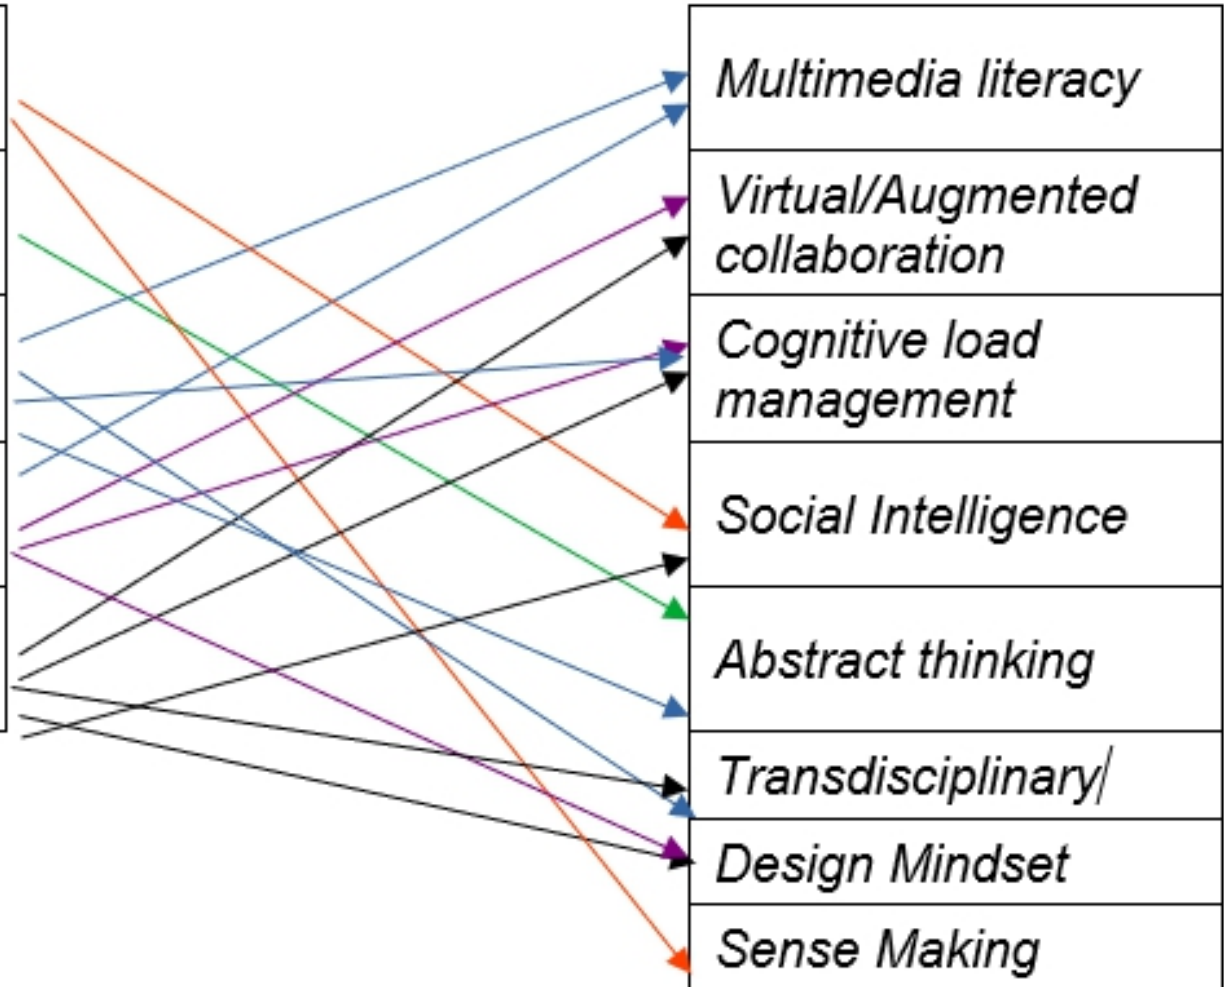 Multimedia literacy
Virtual/Augmented
collaboration
Cognitive load
management
Social Intelligence
Abstract thinking
Transdisciplinary/
Design Mindset
Sense Making